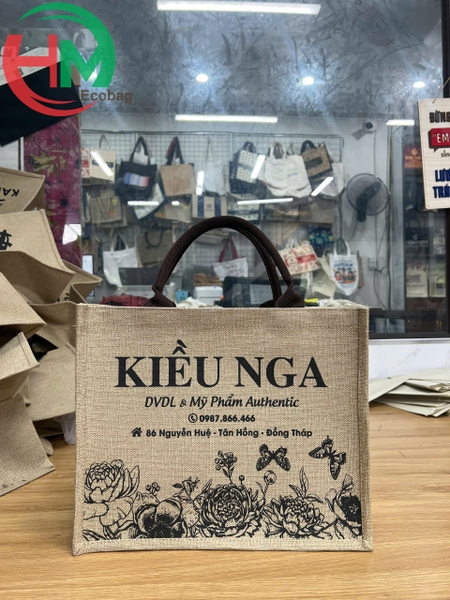 HM
Ecobag
KIỀU NGA
DVDL & Mỹ Phẩm Authentic
0987.866.466
86 Nguyễn Huệ - Tân Hồng - Đồng Tháp